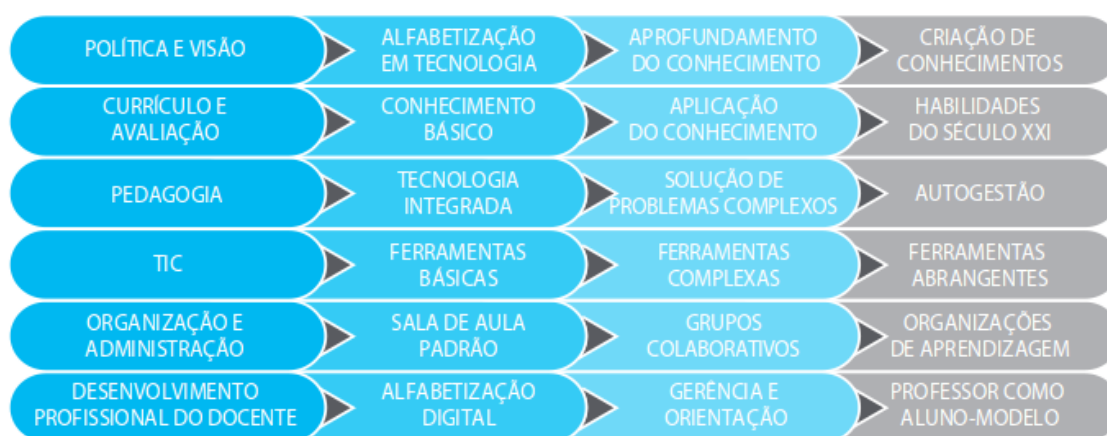 POLÍTICA E VISÃO
ALFABETIZAÇÃO
EM TECNOLOGIA
APROFUNDAMENTO
DO CONHECIMENTO
CRIAÇÃO DE
CONHECIMENTOS
CURRÍCULO E
AVALIAÇÃO
CONHECIMENTO
BÁSICO
APLICAÇÃO
DO CONHECIMENTO
HABILIDADES
DO SÉCULO XXI
PEDAGOGIA
TECNOLOGIA
INTEGRADA
SOLUÇÃO DE
PROBLEMAS COMPLEXOS
AUTOGESTÃO
TIC
FERRAMENTAS
BÁSICAS
FERRAMENTAS
COMPLEXAS
FERRAMENTAS
ABRANGENTES
ORGANIZAÇÃO E
ADMINISTRAÇÃO
SALA DE AULA
PADRÃO
GRUPOS
COLABORATIVOS
ORGANIZAÇÕES
DE APRENDIZAGEM
DESENVOLVIMENTO
PROFISSIONAL DO DOCENTE
ALFABETIZAÇÃO
DIGITAL
GERÊNCIA E
ORIENTAÇÃO
PROFESSOR COMO
ALUNO-MODELO